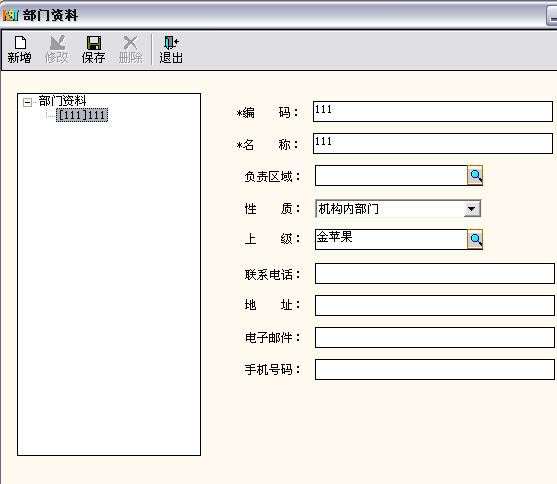 部门资料
新增 修改 保存 删除 退出
部门资料
[111]111
*编 码： 111
*名 称： 111
负责区域：
性 质： 机构内部门
上 级： 金苹果
联系电话：
地 址：
电子邮件：
手机号码：